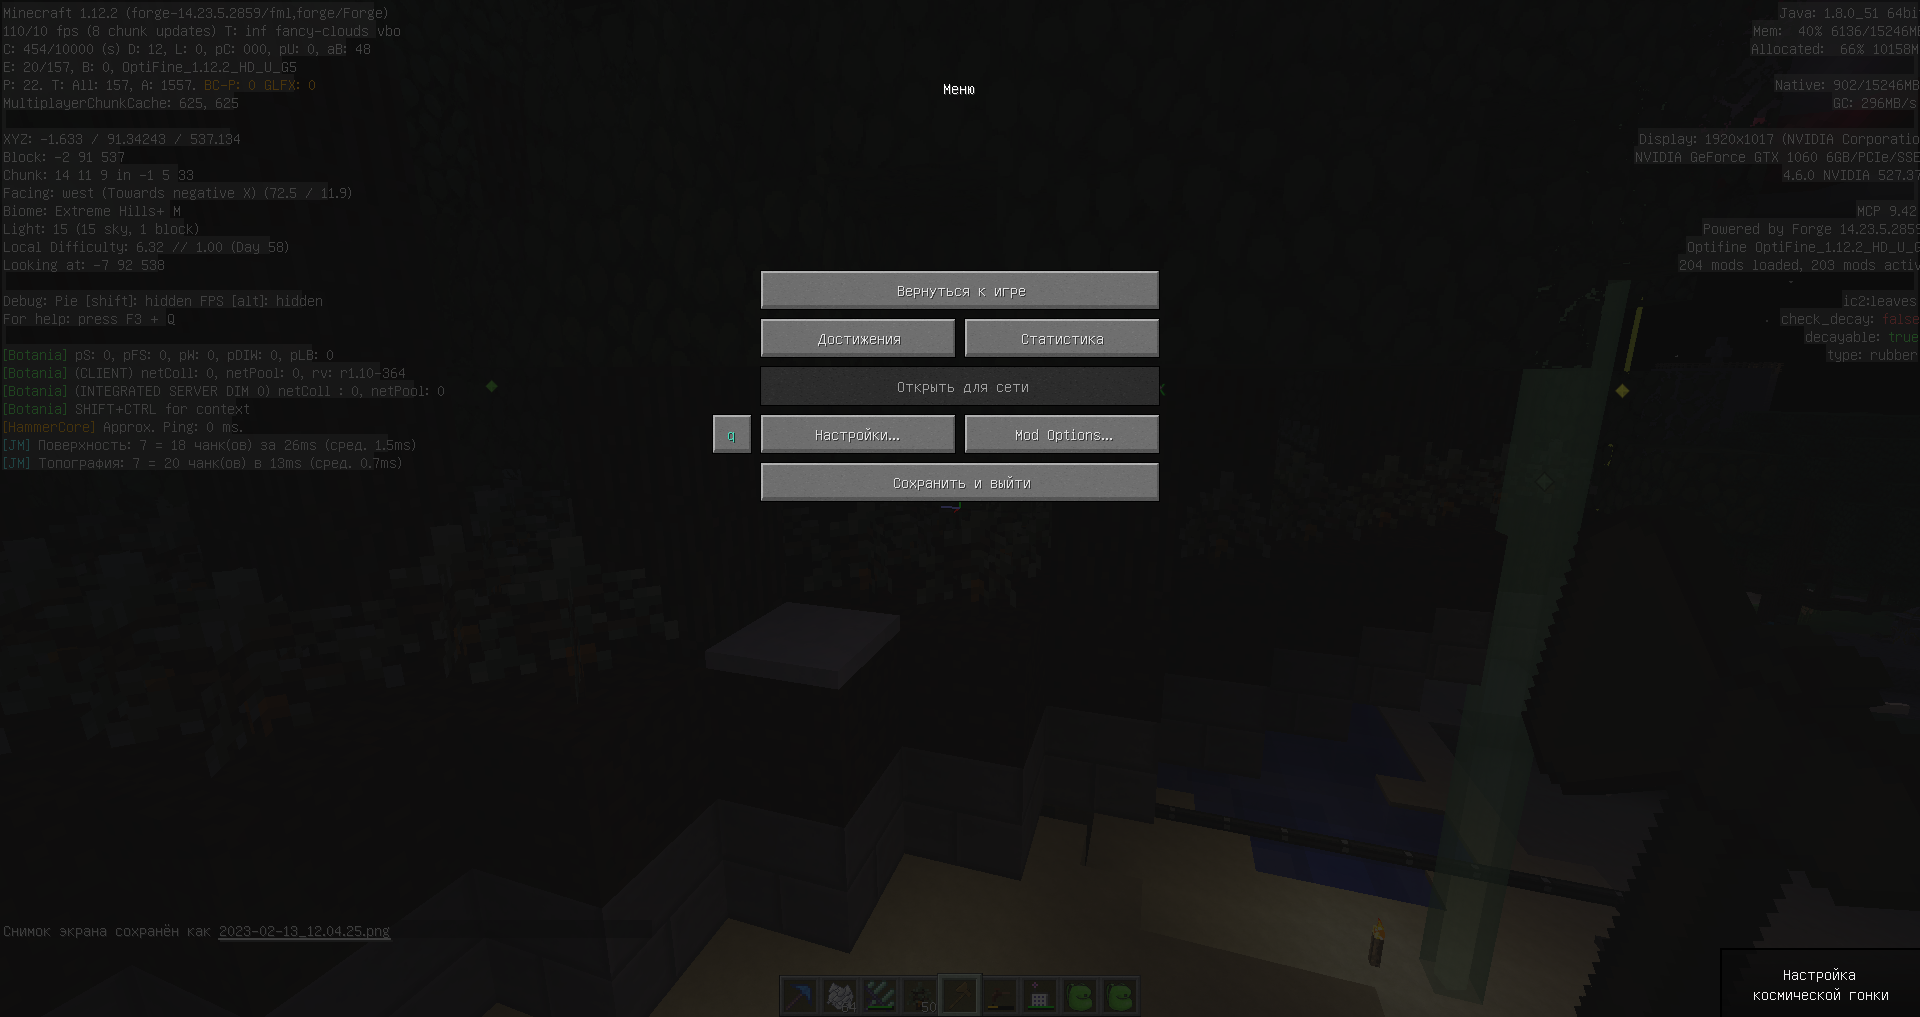 Minecraft 1.12.2 (forge-14.23.5.2859/fml,forge/Forge)
110/10 fps (8 chunk updates) T: inf fancy-clouds vbo
C: 454/10000 (s) D: 12, L: 0, pC: 000, pU: 0, aB: 48
E: 20/157, B: 0, OptiFine_1.12.2_HD_U_G5
P: 22. T: All: 157, A: 1557. BC-P: 0 GLFX: 0
MultiplayerChunkCache: 625, 625
XYZ: -1.633 / 91.34243 / 537.134
Block: -2 91 537
Chunk: 14 11 9 in -1 5 33
Facing: west (Towards negative X) (72.5 / 11.9)
Biome: Extreme Hills+ M
Light: 15 (15 sky, 1 block)
Local Difficulty: 6.32 // 1.00 (Day 58)
Looking at: -7 92 538
Debug: Pie [shift]: hidden FPS [alt]: hidden
For help: press F3 + Q
[Botania] pS: 0, pFS: 0, pW: 0, pDIW: 0, pLB: 0
[Botania] (CLIENT) netColl: 0, netPool: 0, rv: r1.10-364
[Botania] (INTEGRATED SERVER DIM 0) netColl : 0, netPool: 0
[Botania] SHIFT+CTRL for context
[HammerCore] Approx. Ping: 0 ms.
[JM] Поверхность: 7 = 18 чанк(ов) за 26ms (сред. 1.5ms)
[JM] Топография: 7 = 20 чанк(ов) в 13ms (сред. 0.7ms)
Java: 1.8.0_51 64bi
Mem: 40% 6136/15246MB
Allocated: 66% 10158M
Native: 902/15246MB
GC: 296MB/s
Display: 1920x1017 (NVIDIA Corporatio
NVIDIA GeForce GTX 1060 6GB/PCIe/SSE
4.6.0 NVIDIA 527.37
MCP 9.42
Powered by Forge 14.23.5.2859
Optifine OptiFine_1.12.2_HD_U_G
204 mods loaded, 203 mods activ
ic2:leaves
check_decay: false
decayable: true
type: rubber
Меню
Вернуться к игре
Достижения
Статистика
Открыть для сети
q
Настройки...
Mod Options...
Сохранить и выйти
Снимок экрана сохранён как 2023-02-13_12.04.25.png
64
50
Настройка
космической гонки